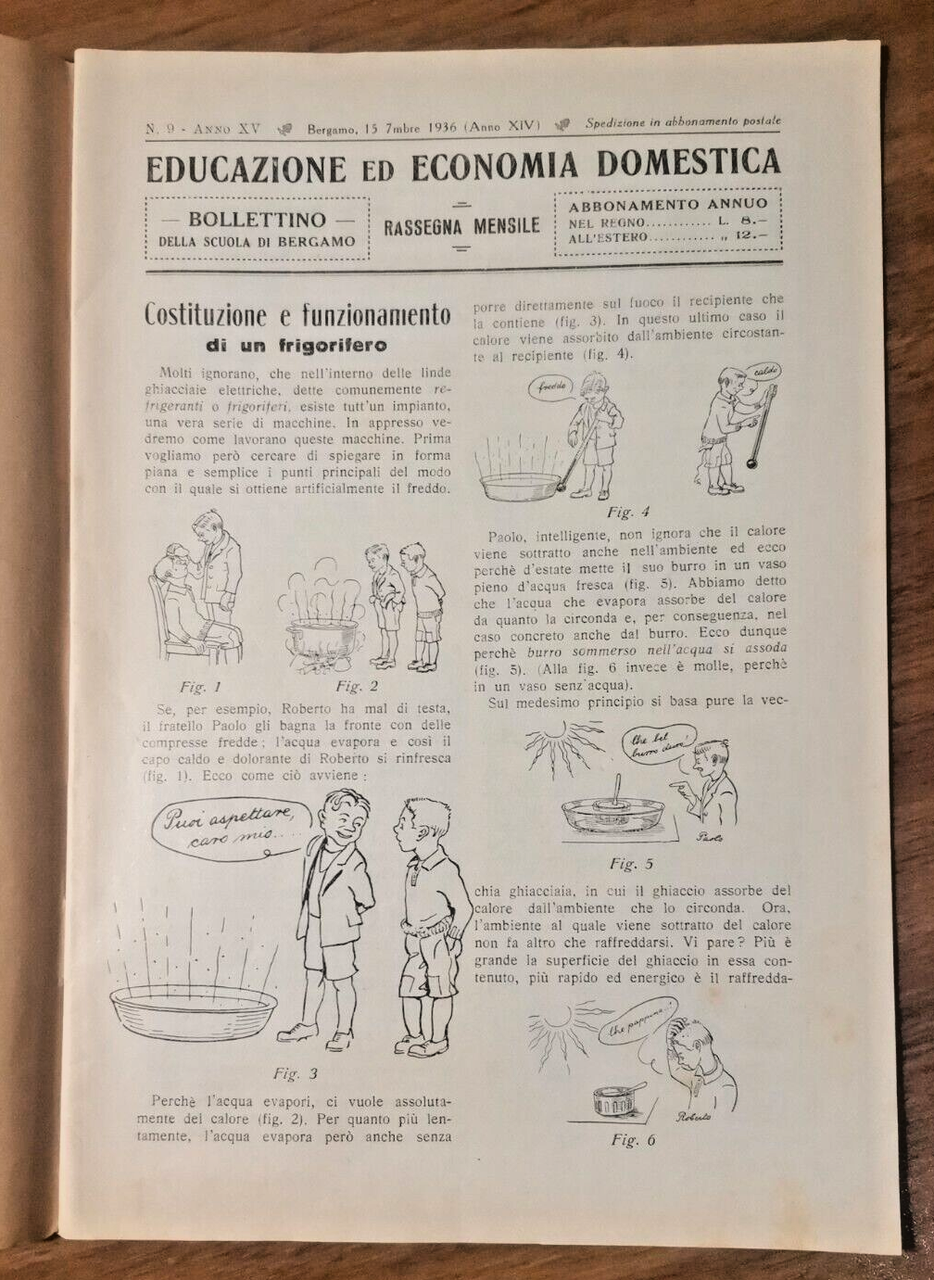 N. 9 - ANNO XV Bergamo, 15 7mbre 1936 (Anno XIV) Spedizione in abbonamento postale
EDUCAZIONE ED ECONOMIA DOMESTICA
— BOLLETTINO —
DELLA SCUOLA DI BERGAMO
RASSEGNA MENSILE
ABBONAMENTO ANNUO
NEL REGNO........... L. 8.–
ALL'ESTERO............ „ 12.–
Costituzione e funzionamento
di un frigorifero
Molti ignorano, che nell'interno delle linde
ghiacciaie elettriche, dette comunemente re-
frigeranti o frigoriferi, esiste tutt'un impianto,
una vera serie di macchine. In appresso ve-
dremo come lavorano queste macchine. Prima
vogliamo però cercare di spiegare in forma
piana e semplice i punti principali del modo
con il quale si ottiene artificialmente il freddo.
Fig. 1
Fig. 2
Se, per esempio, Roberto ha mal di testa,
il fratello Paolo gli bagna la fronte con delle
compresse fredde; l'acqua evapora e così il
capo caldo e dolorante di Roberto si rinfresca
(fig. 1). Ecco come ciò avviene:
Puoi aspettare,
caro mio....
Fig. 3
Perchè l'acqua evapori, ci vuole assoluta-
mente del calore (fig. 2). Per quanto più len-
tamente, l'acqua evapora però anche senza
porre direttamente sul fuoco il recipiente che
la contiene (fig. 3). In questo ultimo caso il
calore viene assorbito dall'ambiente circostan-
te al recipiente (fig. 4).
freddo
caldo
Fig. 4
Paolo, intelligente, non ignora che il calore
viene sottratto anche nell'ambiente ed ecco
perchè d'estate mette il suo burro in un vaso
pieno d'acqua fresca (fig. 5). Abbiamo detto
che l'acqua che evapora assorbe del calore
da quanto la circonda e, per conseguenza, nel
caso concreto anche dal burro. Ecco dunque
perchè burro sommerso nell'acqua si assoda
(fig. 5). (Alla fig. 6 invece è molle, perchè
in un vaso senz'acqua).
Sul medesimo principio si basa pure la vec-
che bel
burro duro!
Paolo
Fig. 5
chia ghiacciaia, in cui il ghiaccio assorbe del
calore dall'ambiente che lo circonda. Ora,
l'ambiente al quale viene sottratto del calore
non fa altro che raffreddarsi. Vi pare? Più è
grande la superficie del ghiaccio in essa con-
tenuto, più rapido ed energico è il raffredda-
che pappina..!
Roberto
Fig. 6